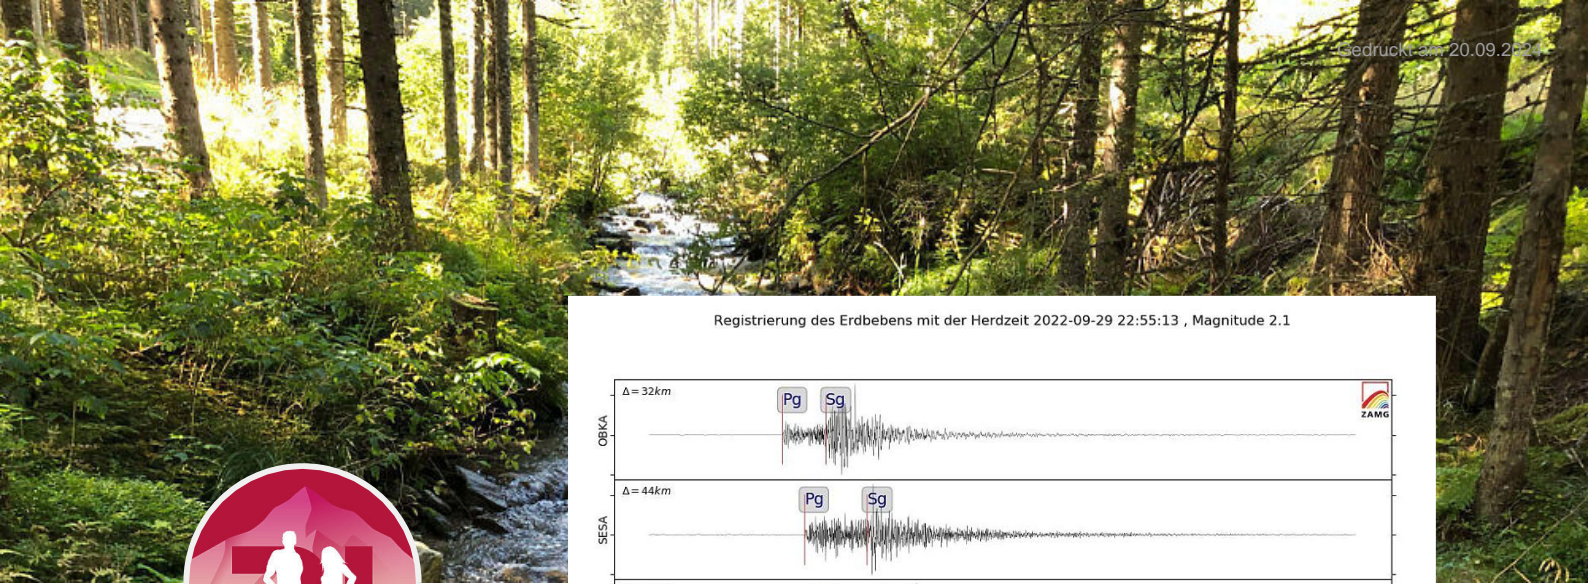 Gedruckt am 20.09.2024
Registrierung des Erdbebens mit der Herdzeit 2022-09-29 22:55:13 , Magnitude 2.1
Δ = 32km
Pg
Sg
ZAMG
OBKA
Δ = 44km
Pg
Sg
SESA